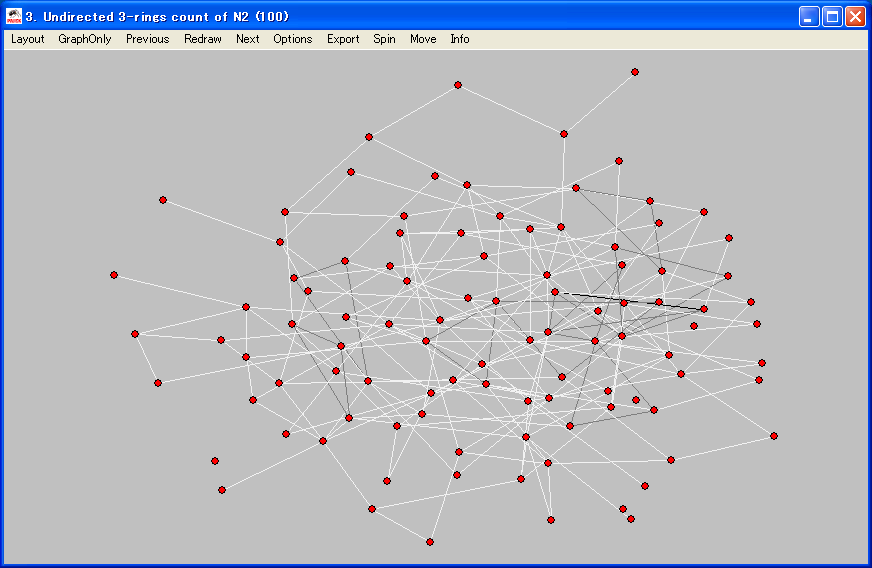 3. Undirected 3-rings count of N2 (100)
Layout GraphOnly Previous Redraw Next Options Export Spin Move Info